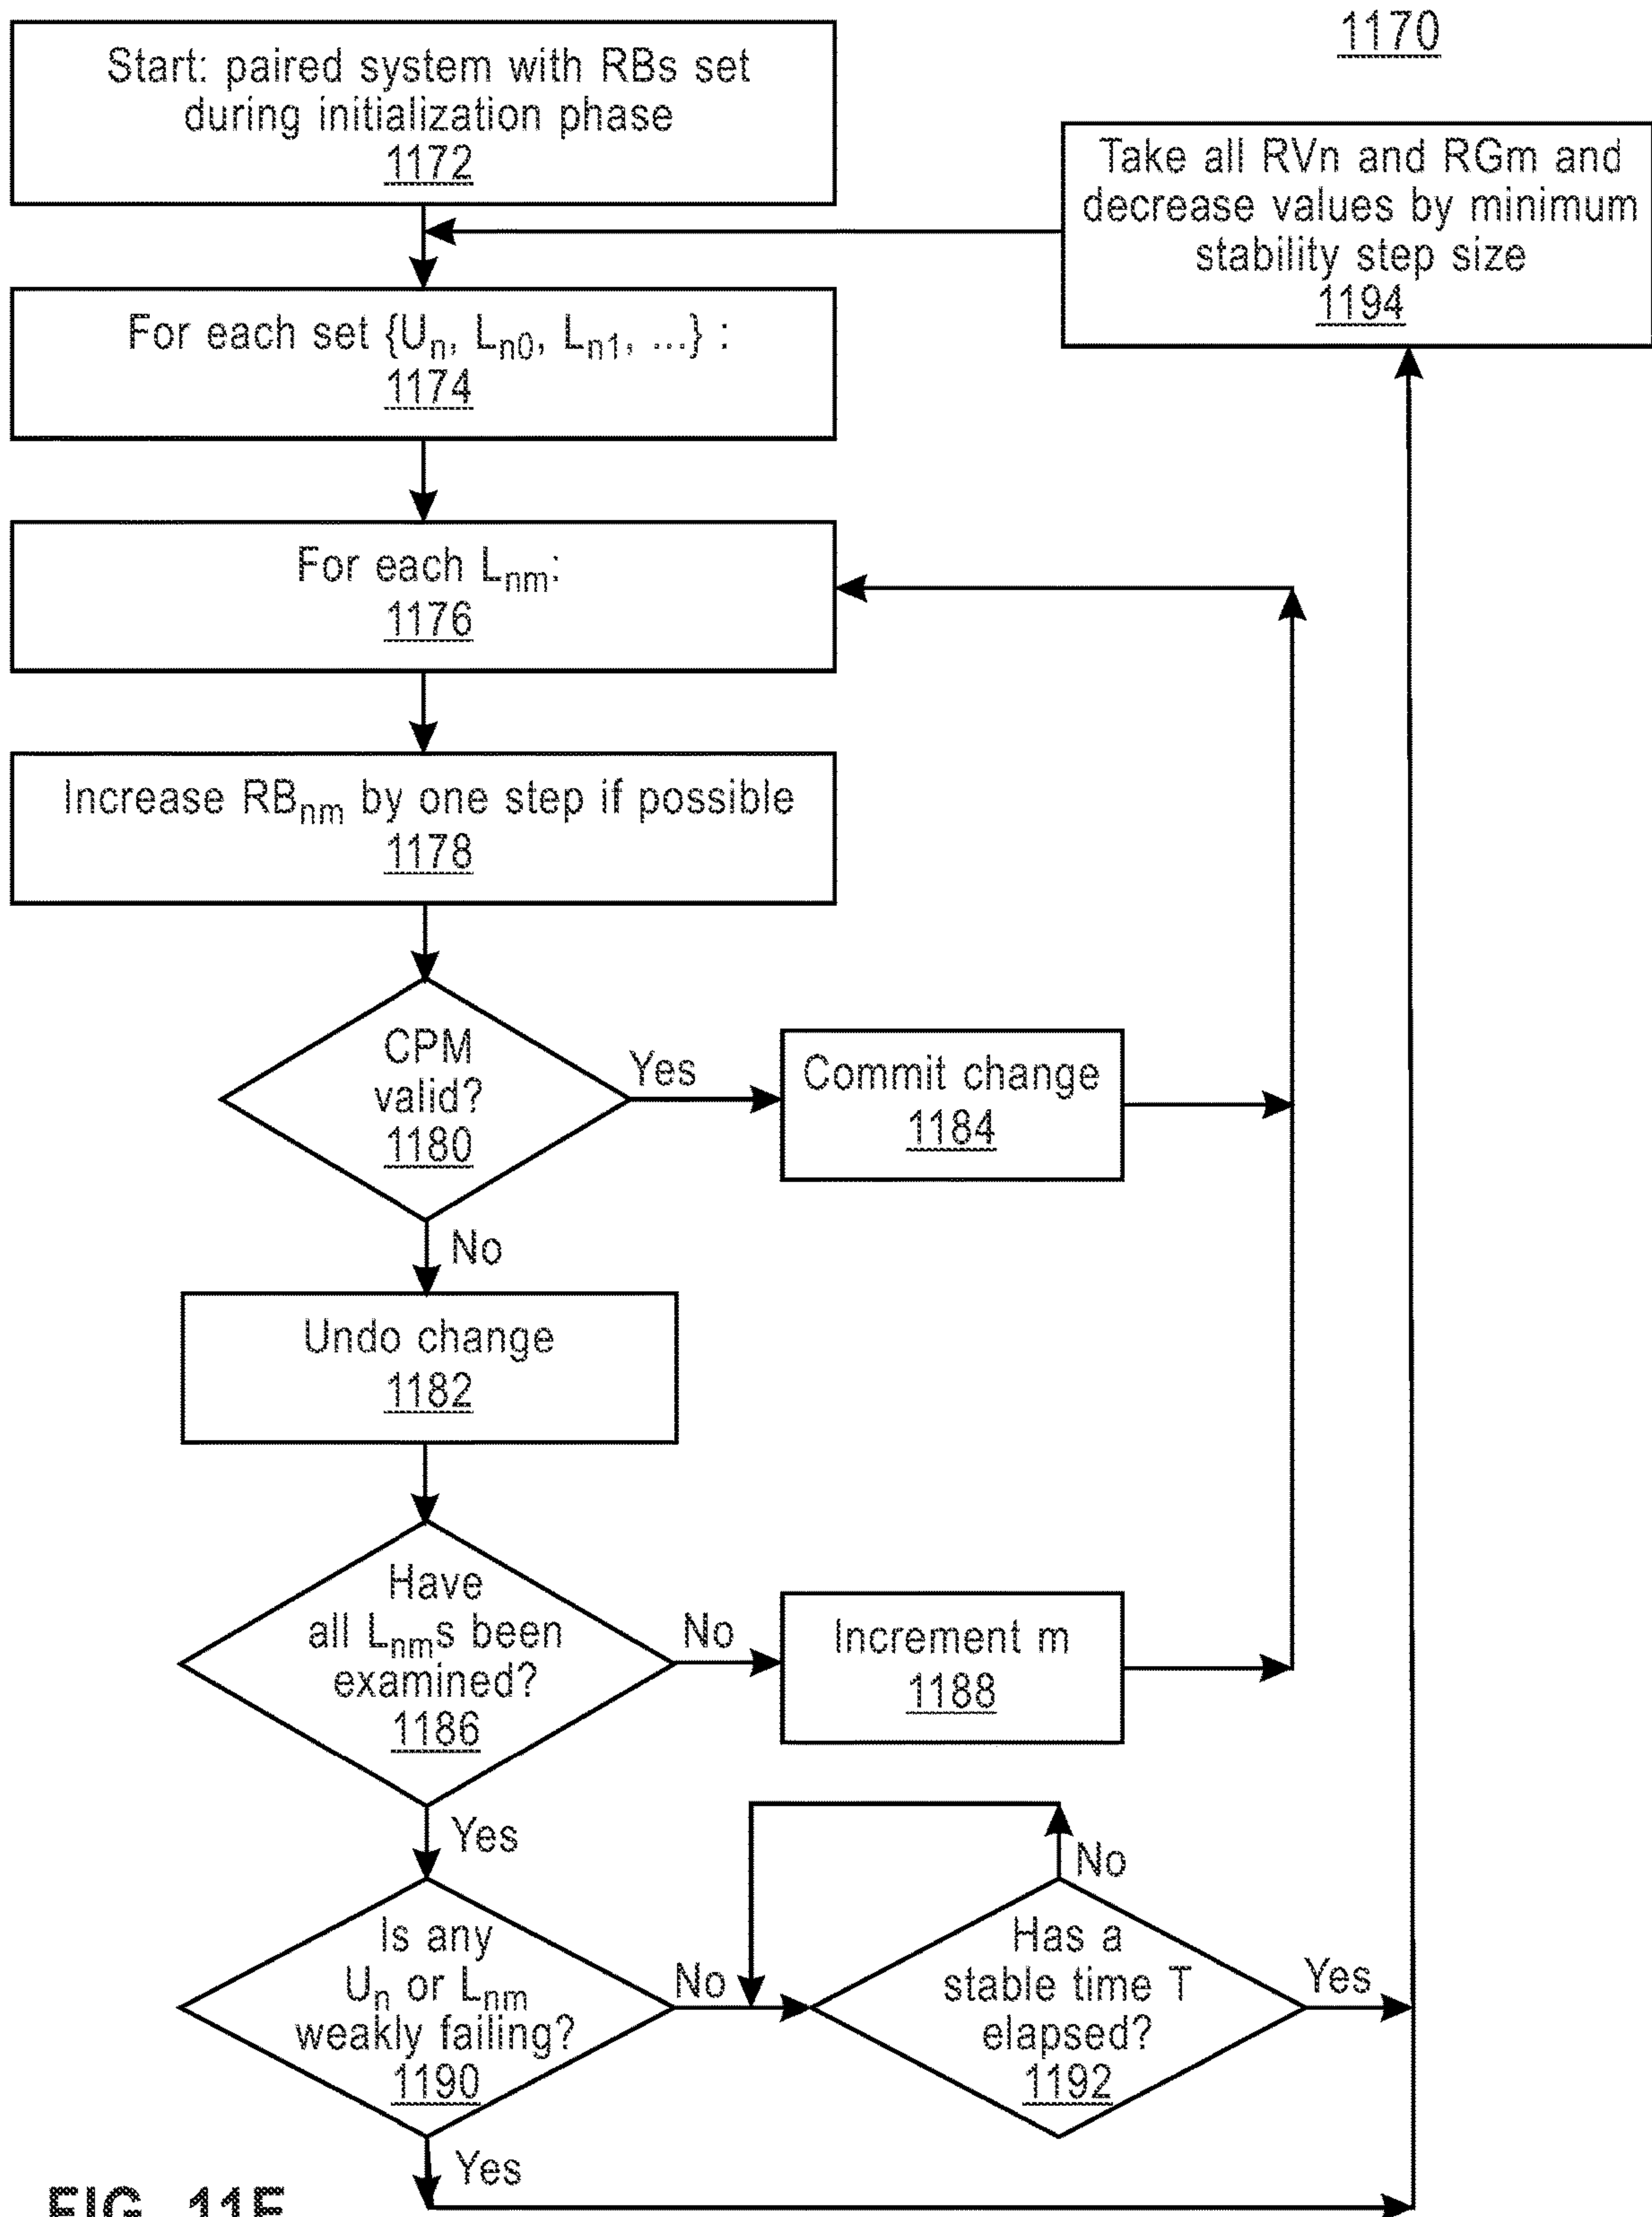 1170
Start: paired system with RBs set
during initialization phase
1172
Take all RVn and RGm and
decrease values by minimum
stability step size
1194
For each set {Un, Ln0, Ln1, ...} :
1174
For each Lnm:
1176
Increase RBnm by one step if possible
1178
CPM
valid?
1180
Yes
Commit change
1184
No
Undo change
1182
Have
all Lnms been
examined?
1186
No
Increment m
1188
Yes
Is any
Un or Lnm
weakly failing?
1190
No
Has a
stable time T
elapsed?
1192
No
Yes
Yes